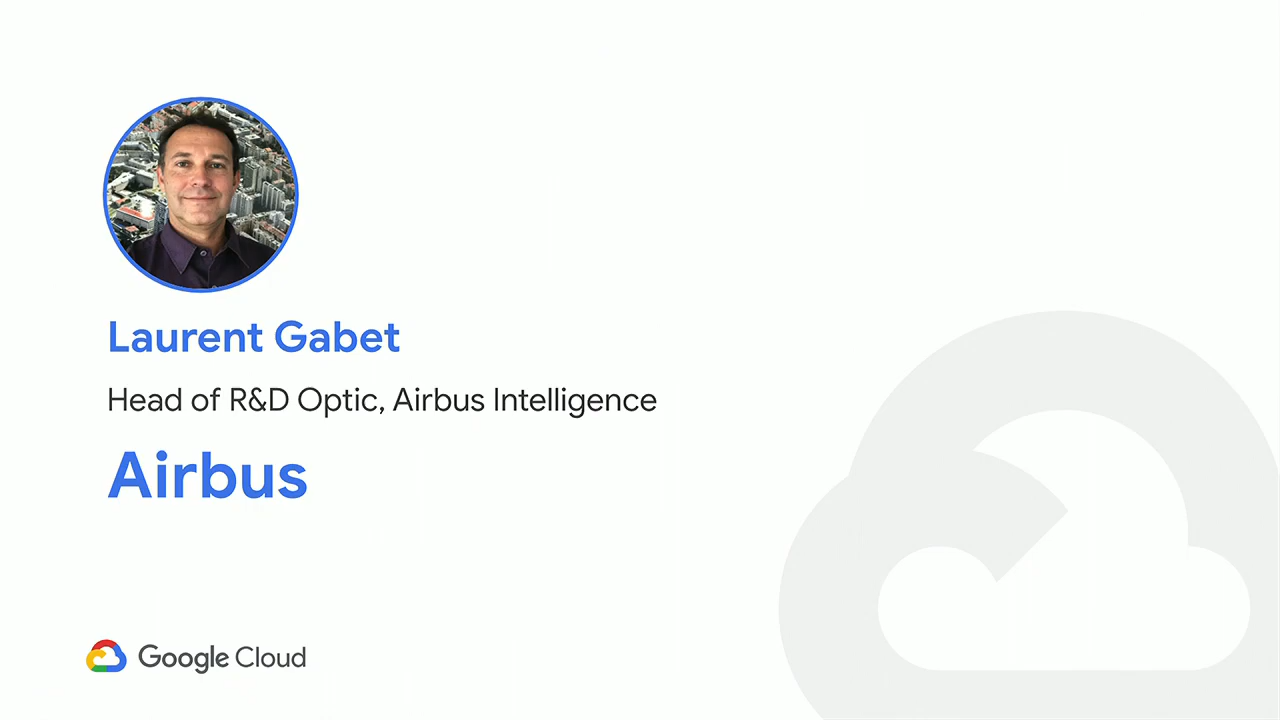 Laurent Gabet
Head of R&D Optic, Airbus Intelligence
Airbus
Google Cloud